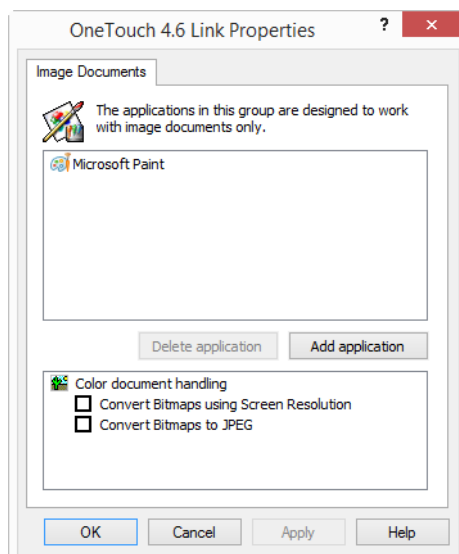 OneTouch 4.6 Link Properties
?
×
Image Documents
The applications in this group are designed to work
with image documents only.
Microsoft Paint
Delete application
Add application
Color document handling
Convert Bitmaps using Screen Resolution
Convert Bitmaps to JPEG
OK
Cancel
Apply
Help